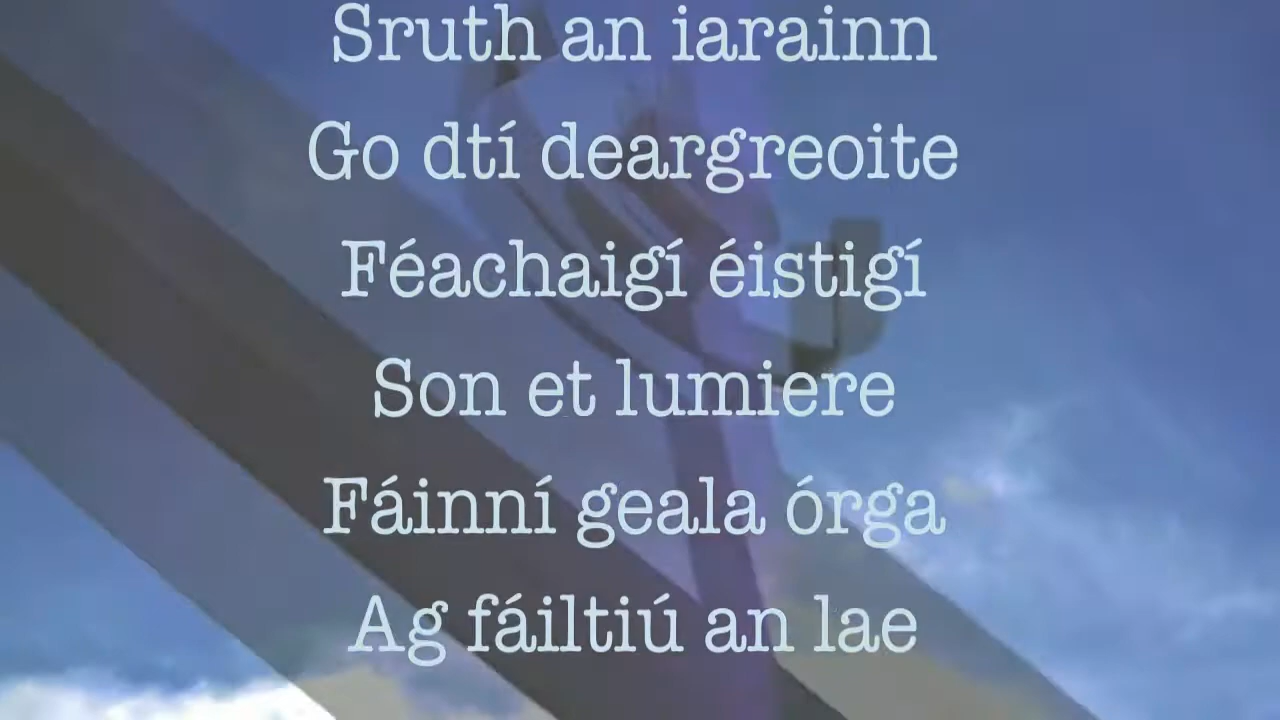 Sruth an iarainn
Go dtí deargreoite
Féachaigí éistigí
Son et lumiere
Fáinní geala órga
Ag fáiltiú an lae